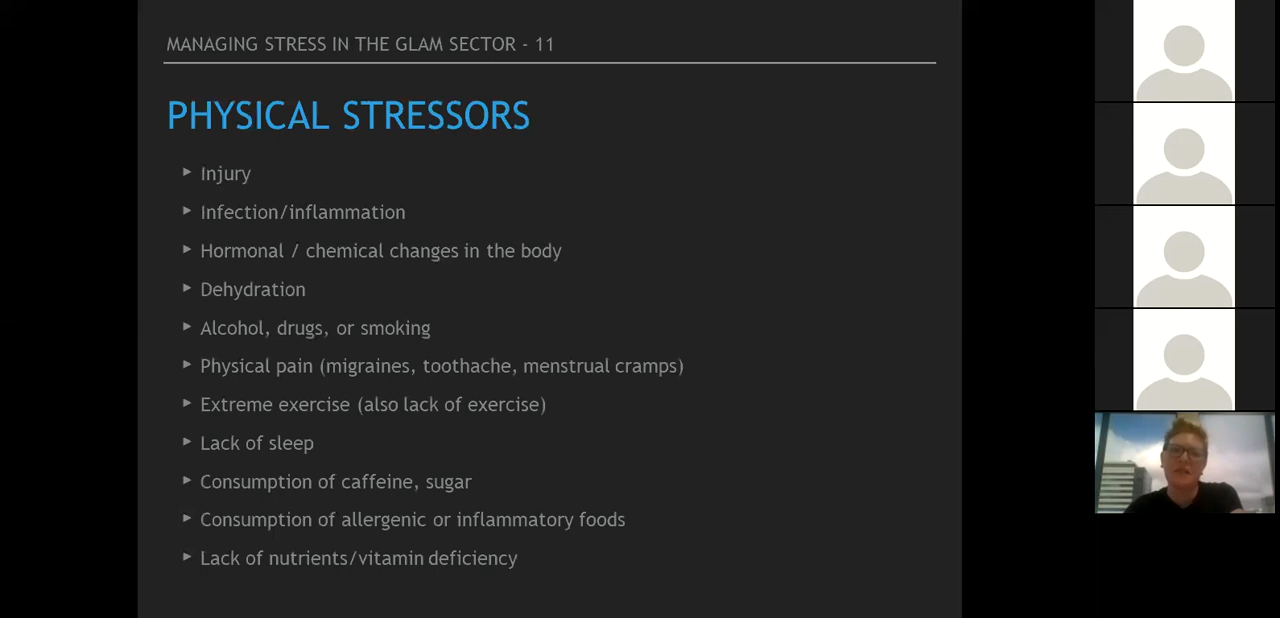 MANAGING STRESS IN THE GLAM SECTOR - 11
PHYSICAL STRESSORS
Injury
Infection/inflammation
Hormonal / chemical changes in the body
Dehydration
Alcohol, drugs, or smoking
Physical pain (migraines, toothache, menstrual cramps)
Extreme exercise (also lack of exercise)
Lack of sleep
Consumption of caffeine, sugar
Consumption of allergenic or inflammatory foods
Lack of nutrients/vitamin deficiency